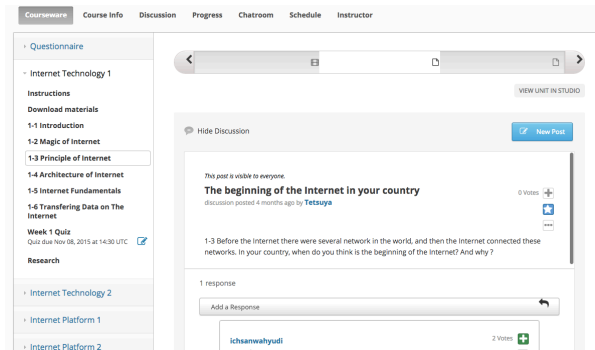 Courseware Course Info Discussion Progress Chatroom Schedule Instructor
Questionnaire
Internet Technology 1
Instructions
Download materials
1-1 Introduction
1-2 Magic of Internet
1-3 Principle of Internet
1-4 Architecture of Internet
1-5 Internet Fundamentals
1-6 Transfering Data on The
Internet
Week 1 Quiz
Quiz due Nov 08, 2015 at 14:30 UTC
Research
Internet Technology 2
Internet Platform 1
Internet Platform 2
VIEW UNIT IN STUDIO
Hide Discussion
New Post
This post is visible to everyone.
The beginning of the Internet in your country
0 Votes
discussion posted 4 months ago by Tetsuya
1-3 Before the Internet there were several network in the world, and then the Internet connected these
networks. In your country, when do you think is the beginning of the Internet? And why ?
1 response
Add a Response
ichsanwahyudi
2 Votes